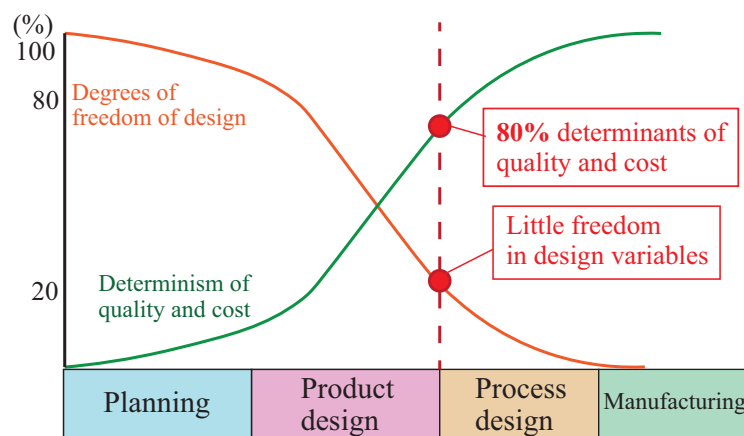 (%)
100
80
20
Degrees of
freedom of design
80% determinants of
quality and cost
Little freedom
in design variables
Determinism of
quality and cost
Planning
Product
design
Process
design
Manufacturing